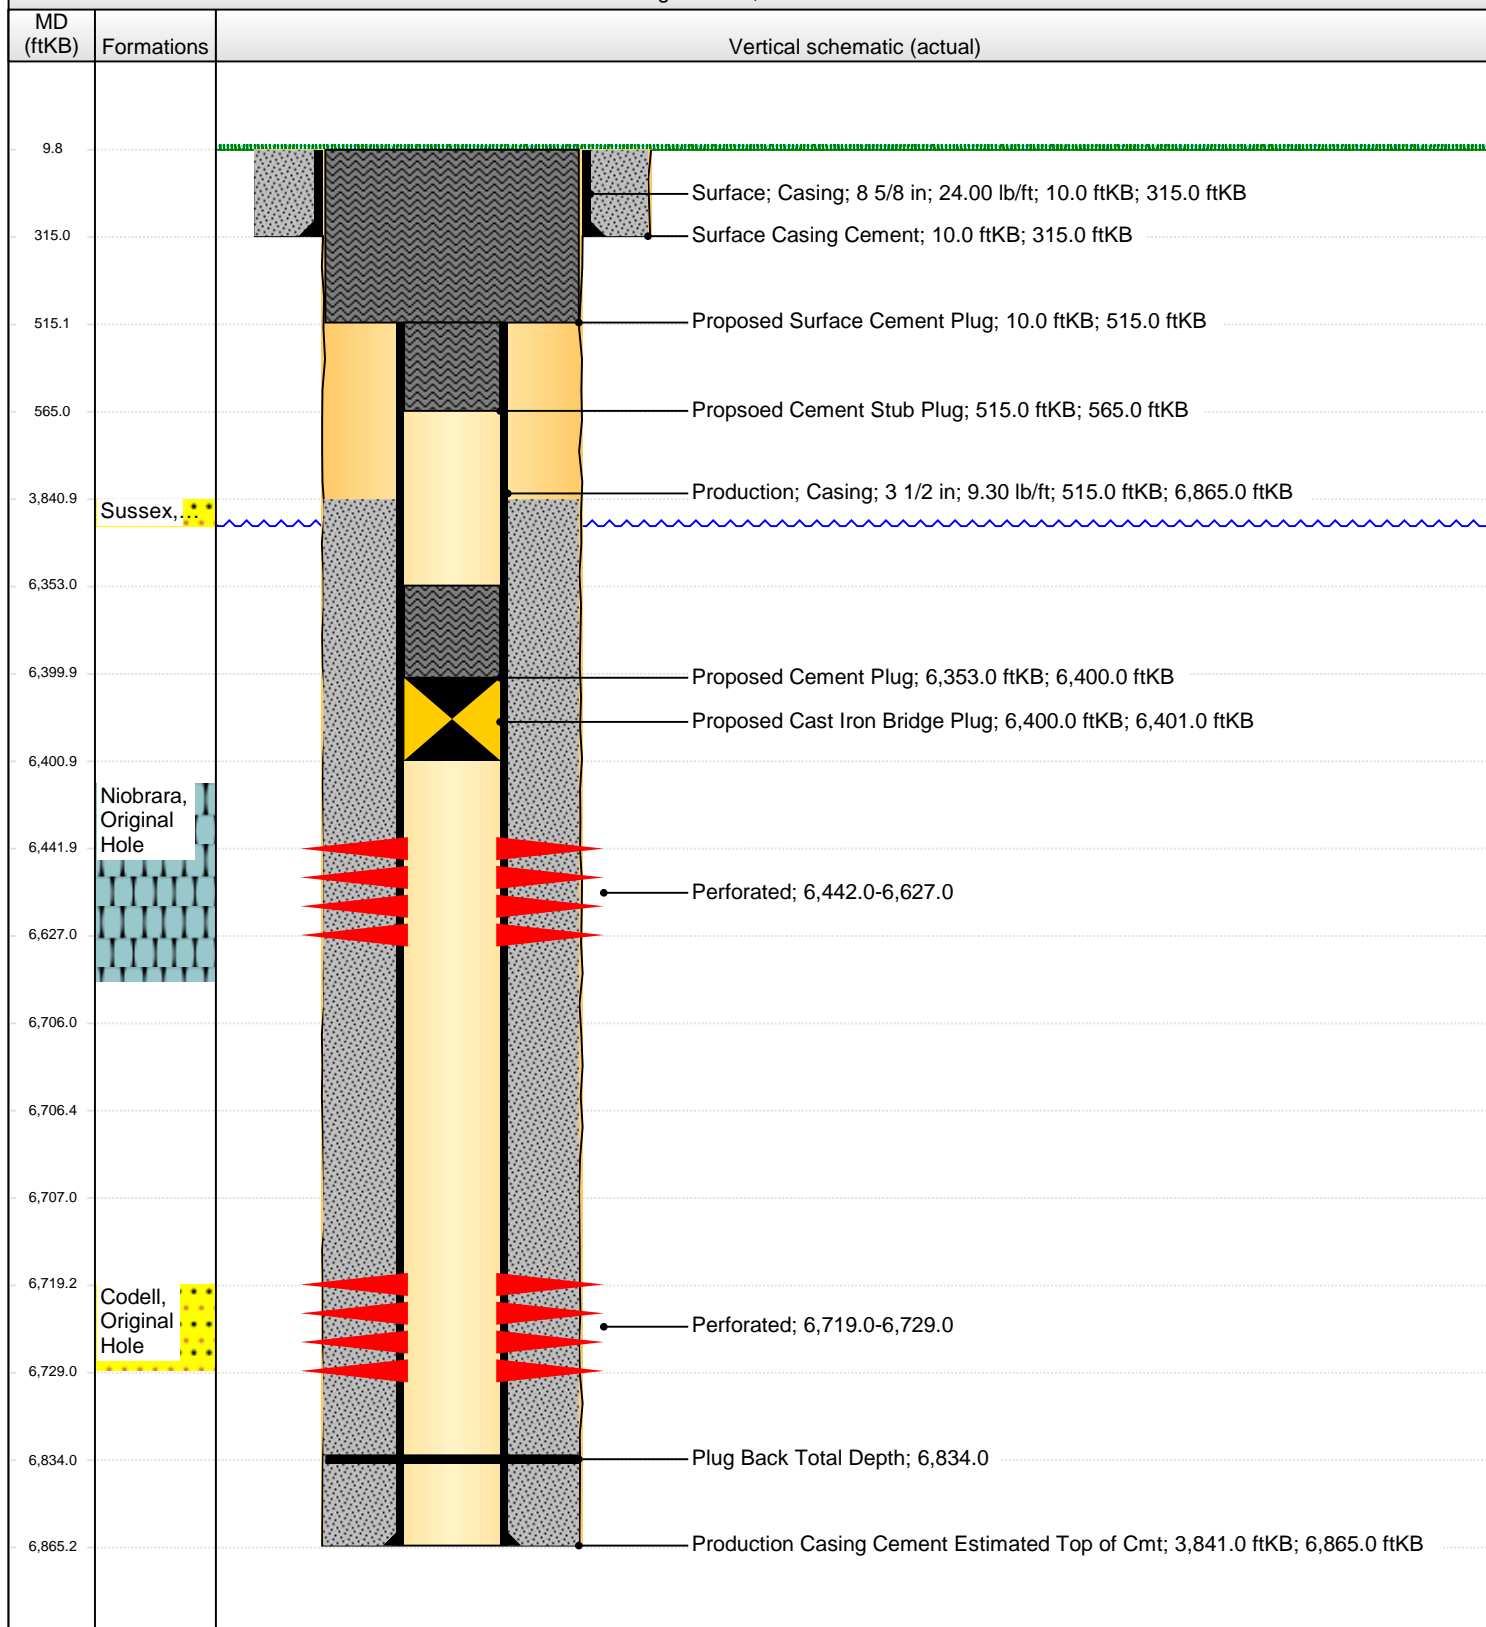 MD
(ftKB)
Formations
Vertical schematic (actual)
9.8
Surface; Casing; 8 5/8 in; 24.00 lb/ft; 10.0 ftKB; 315.0 ftKB
315.0
Surface Casing Cement; 10.0 ftKB; 315.0 ftKB
515.1
Proposed Surface Cement Plug; 10.0 ftKB; 515.0 ftKB
565.0
Propsoed Cement Stub Plug; 515.0 ftKB; 565.0 ftKB
3,840.9
Production; Casing; 3 1/2 in; 9.30 lb/ft; 515.0 ftKB; 6,865.0 ftKB
Sussex,...
6,353.0
6,399.9
Proposed Cement Plug; 6,353.0 ftKB; 6,400.0 ftKB
Proposed Cast Iron Bridge Plug; 6,400.0 ftKB; 6,401.0 ftKB
6,400.9
Niobrara,
Original
Hole
6,441.9
Perforated; 6,442.0-6,627.0
6,627.0
6,706.0
6,706.4
6,707.0
6,719.2
Codell,
Original
Hole
Perforated; 6,719.0-6,729.0
6,729.0
6,834.0
Plug Back Total Depth; 6,834.0
6,865.2
Production Casing Cement Estimated Top of Cmt; 3,841.0 ftKB; 6,865.0 ftKB